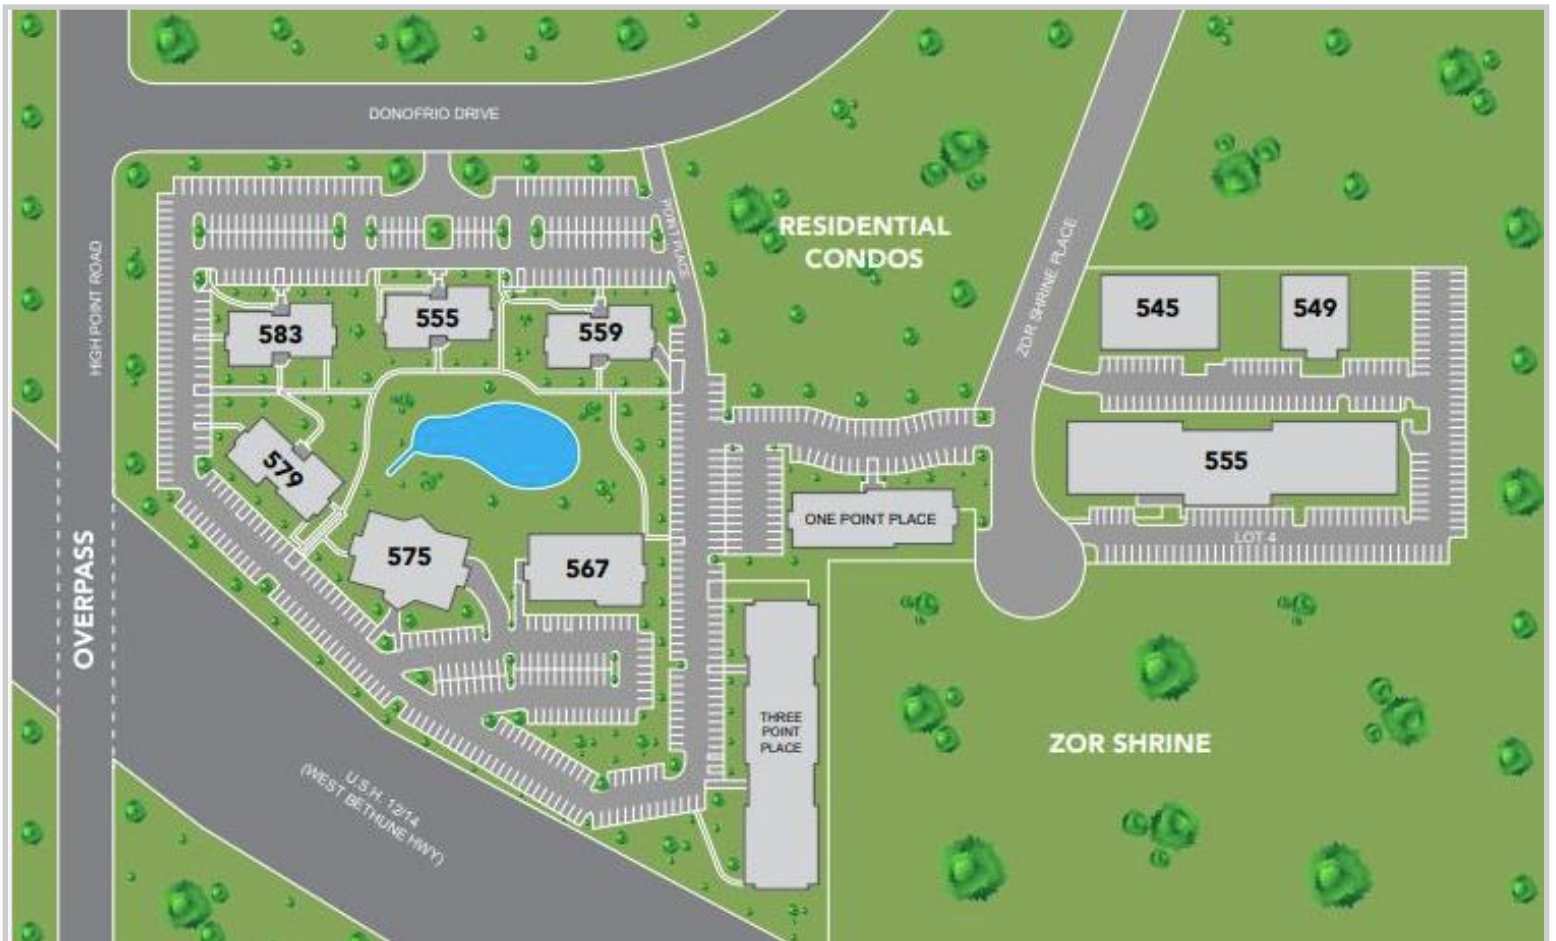 DONOFRIO DRIVE
HIGH POINT ROAD
POINT PLACE
RESIDENTIAL
CONDOS
ZOR SHRINE PLACE
583
555
559
545
549
579
575
567
555
ONE POINT PLACE
LOT 4
OVERPASS
THREE
POINT
PLACE
ZOR SHRINE
U.S.H. 12/14
(WEST BETHUNE HWY)